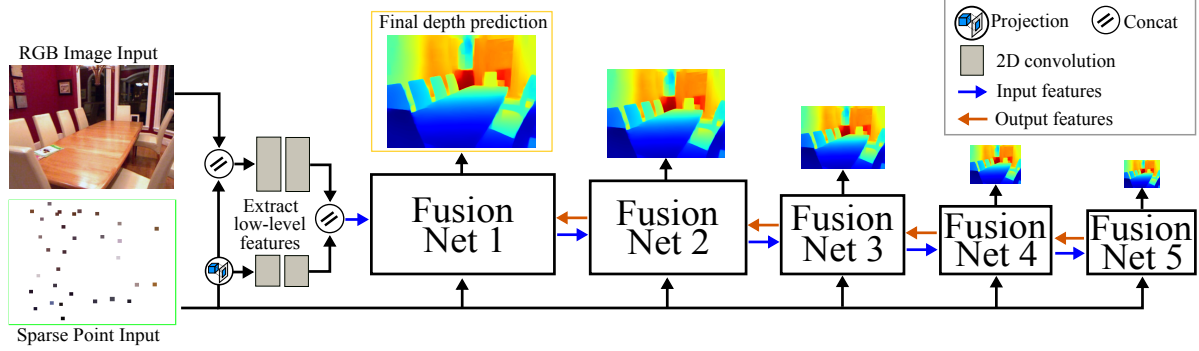 RGB Image Input
Sparse Point Input
Extract
low-level
features
Final depth prediction
Fusion
Net 1
Fusion
Net 2
Fusion
Net 3
Fusion
Net 4
Fusion
Net 5
Projection
Concat
2D convolution
Input features
Output features